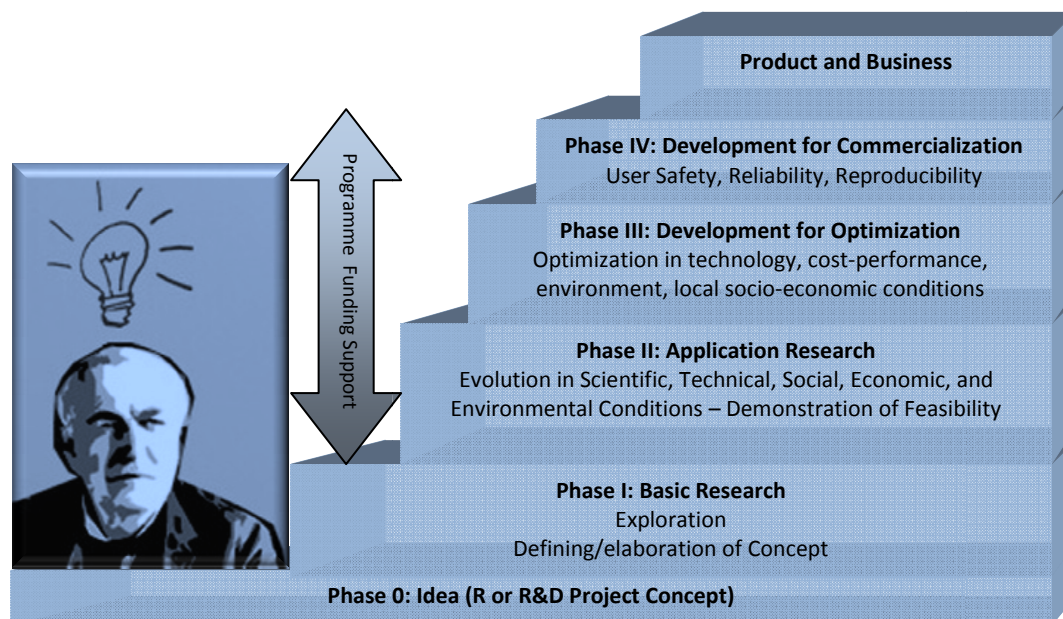 Product and Business
Phase IV: Development for Commercialization
User Safety, Reliability, Reproducibility
Phase III: Development for Optimization
Optimization in technology, cost-performance,
environment, local socio-economic conditions
Phase II: Application Research
Evolution in Scientific, Technical, Social, Economic, and
Environmental Conditions – Demonstration of Feasibility
Phase I: Basic Research
Exploration
Defining/elaboration of Concept
Phase 0: Idea (R or R&D Project Concept)
Programme Funding Support